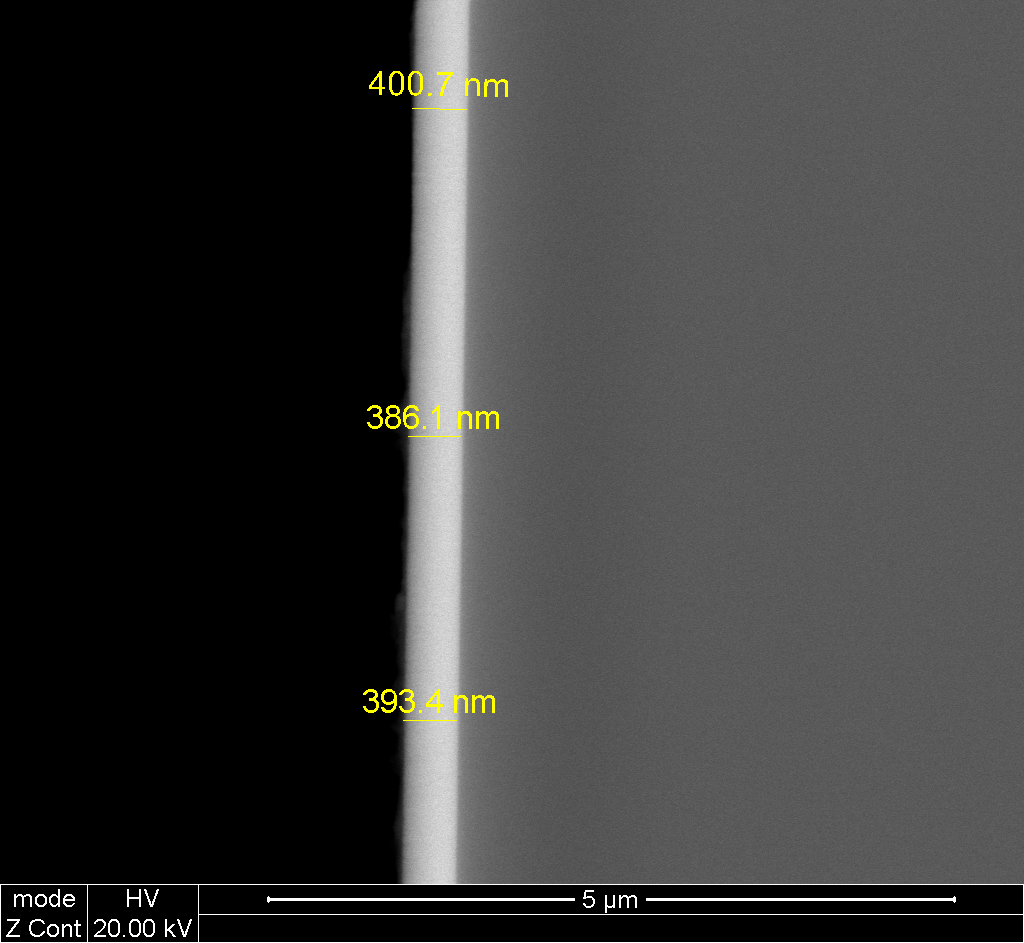 400.7 nm
386.1 nm
393.4 nm
mode
HV
5 µm
Z Cont
20.00 kV